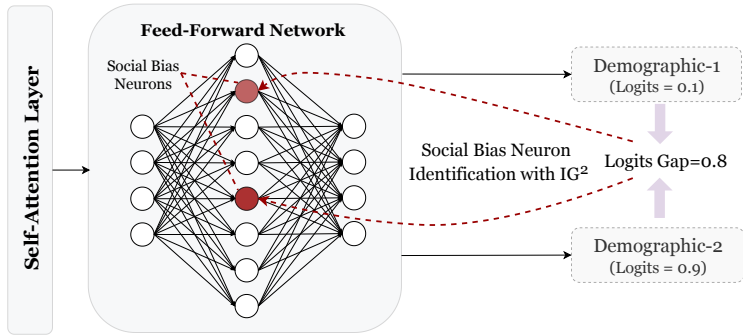 Self-Attention Layer
Feed-Forward Network
Social Bias
Neurons
Social Bias Neuron
Identification with IG²
Demographic-1
(Logits = 0.1)
Logits Gap=0.8
Demographic-2
(Logits = 0.9)